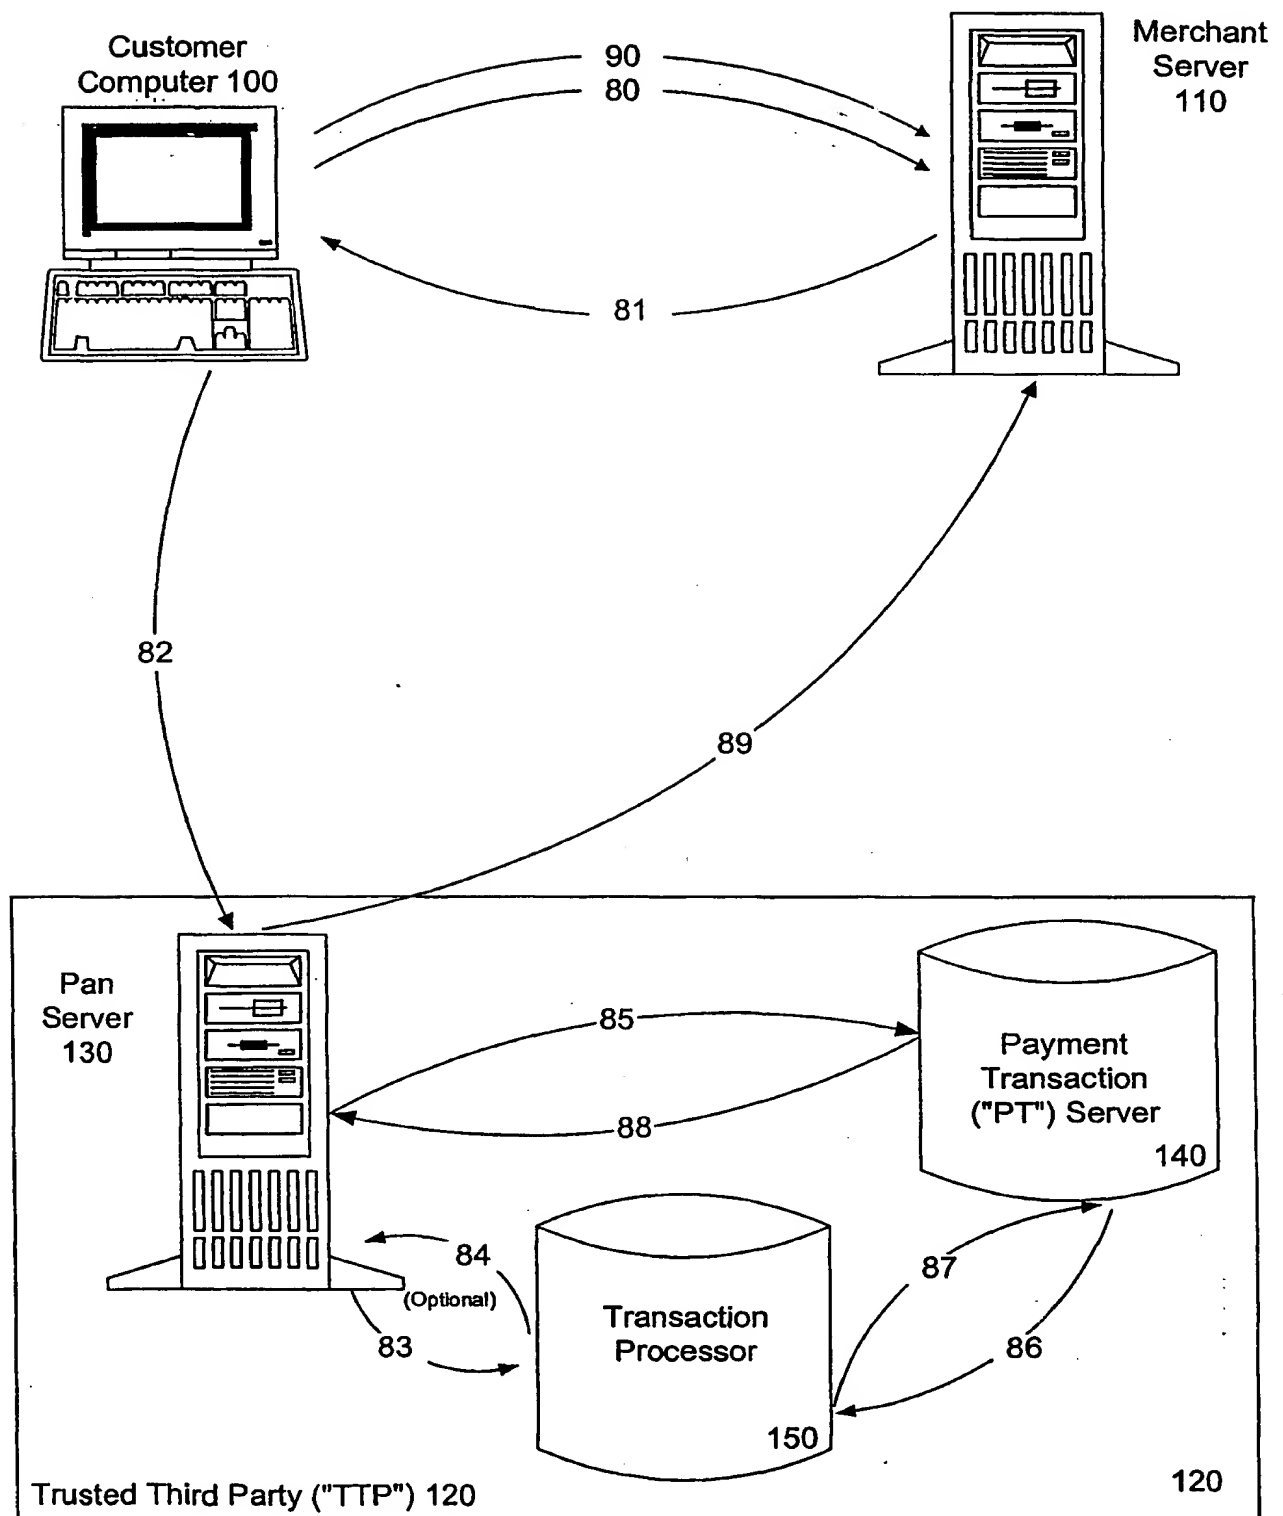 Customer
Computer 100
90
80
Merchant
Server
110
81
82
89
Pan
Server
130
85
88
Payment
Transaction
("PT") Server
140
84
(Optional)
83
Transaction
Processor
150
87
86
Trusted Third Party ("TTP") 120
120